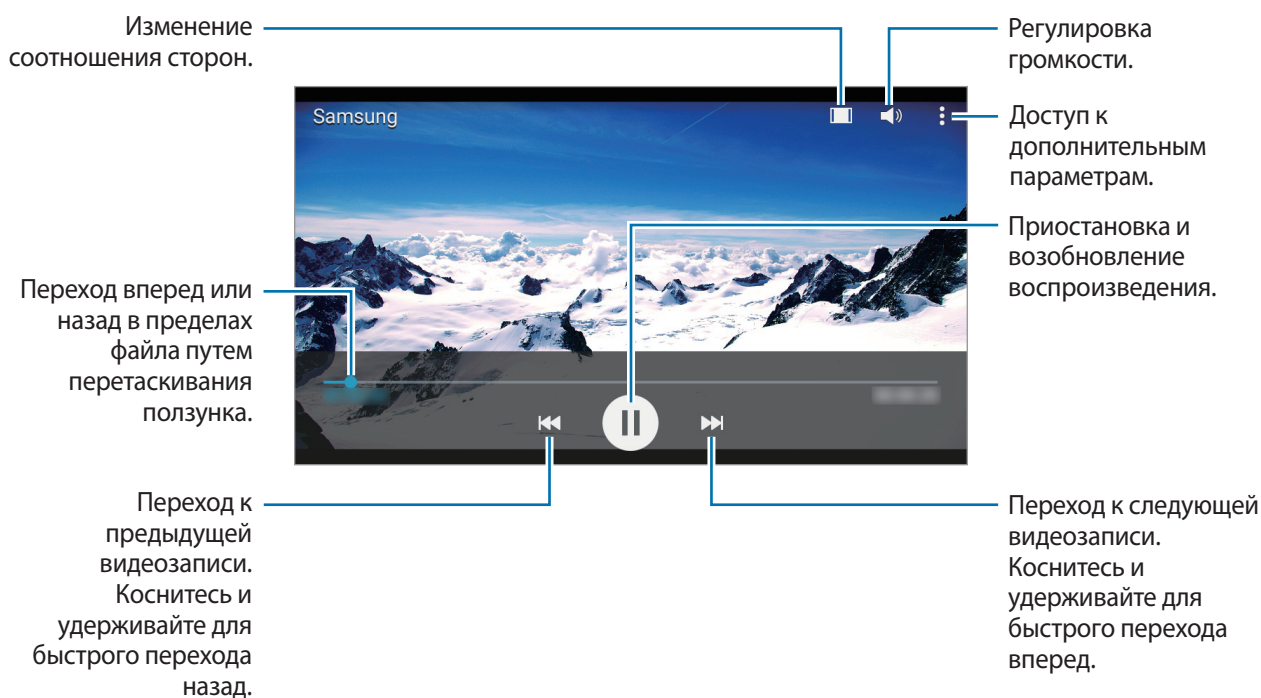 Изменение
соотношения сторон.
Регулировка
громкости.
Samsung
Доступ к
дополнительным
параметрам.
Приостановка и
возобновление
воспроизведения.
Переход вперед или
назад в пределах
файла путем
перетаскивания
ползунка.
Переход к
предыдущей
видеозаписи.
Коснитесь и
удерживайте для
быстрого перехода
назад.
Переход к следующей
видеозаписи.
Коснитесь и
удерживайте для
быстрого перехода
вперед.